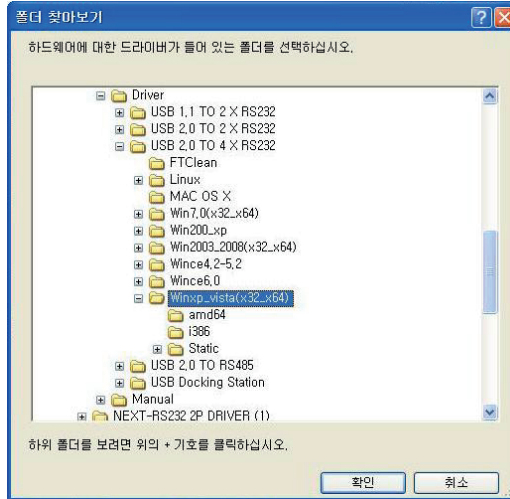 폴더 찾아보기
하드웨어에 대한 드라이버가 들어 있는 폴더를 선택하십시오.
Driver
USB 1,1 TO 2 X RS232
USB 2,0 TO 2 X RS232
USB 2,0 TO 4 X RS232
FTClean
Linux
MAC OS X
Win7,0(x32_x64)
Win200_xp
Win2003_2008(x32_x64)
Wince4,2-5,2
Wince6,0
Winxp_vista(x32_x64)
amd64
i386
Static
USB 2,0 TO RS485
USB Docking Station
Manual
NEXT-RS232 2P DRIVER (1)
하위 폴더를 보려면 위의 + 기호를 클릭하십시오.
확인 취소